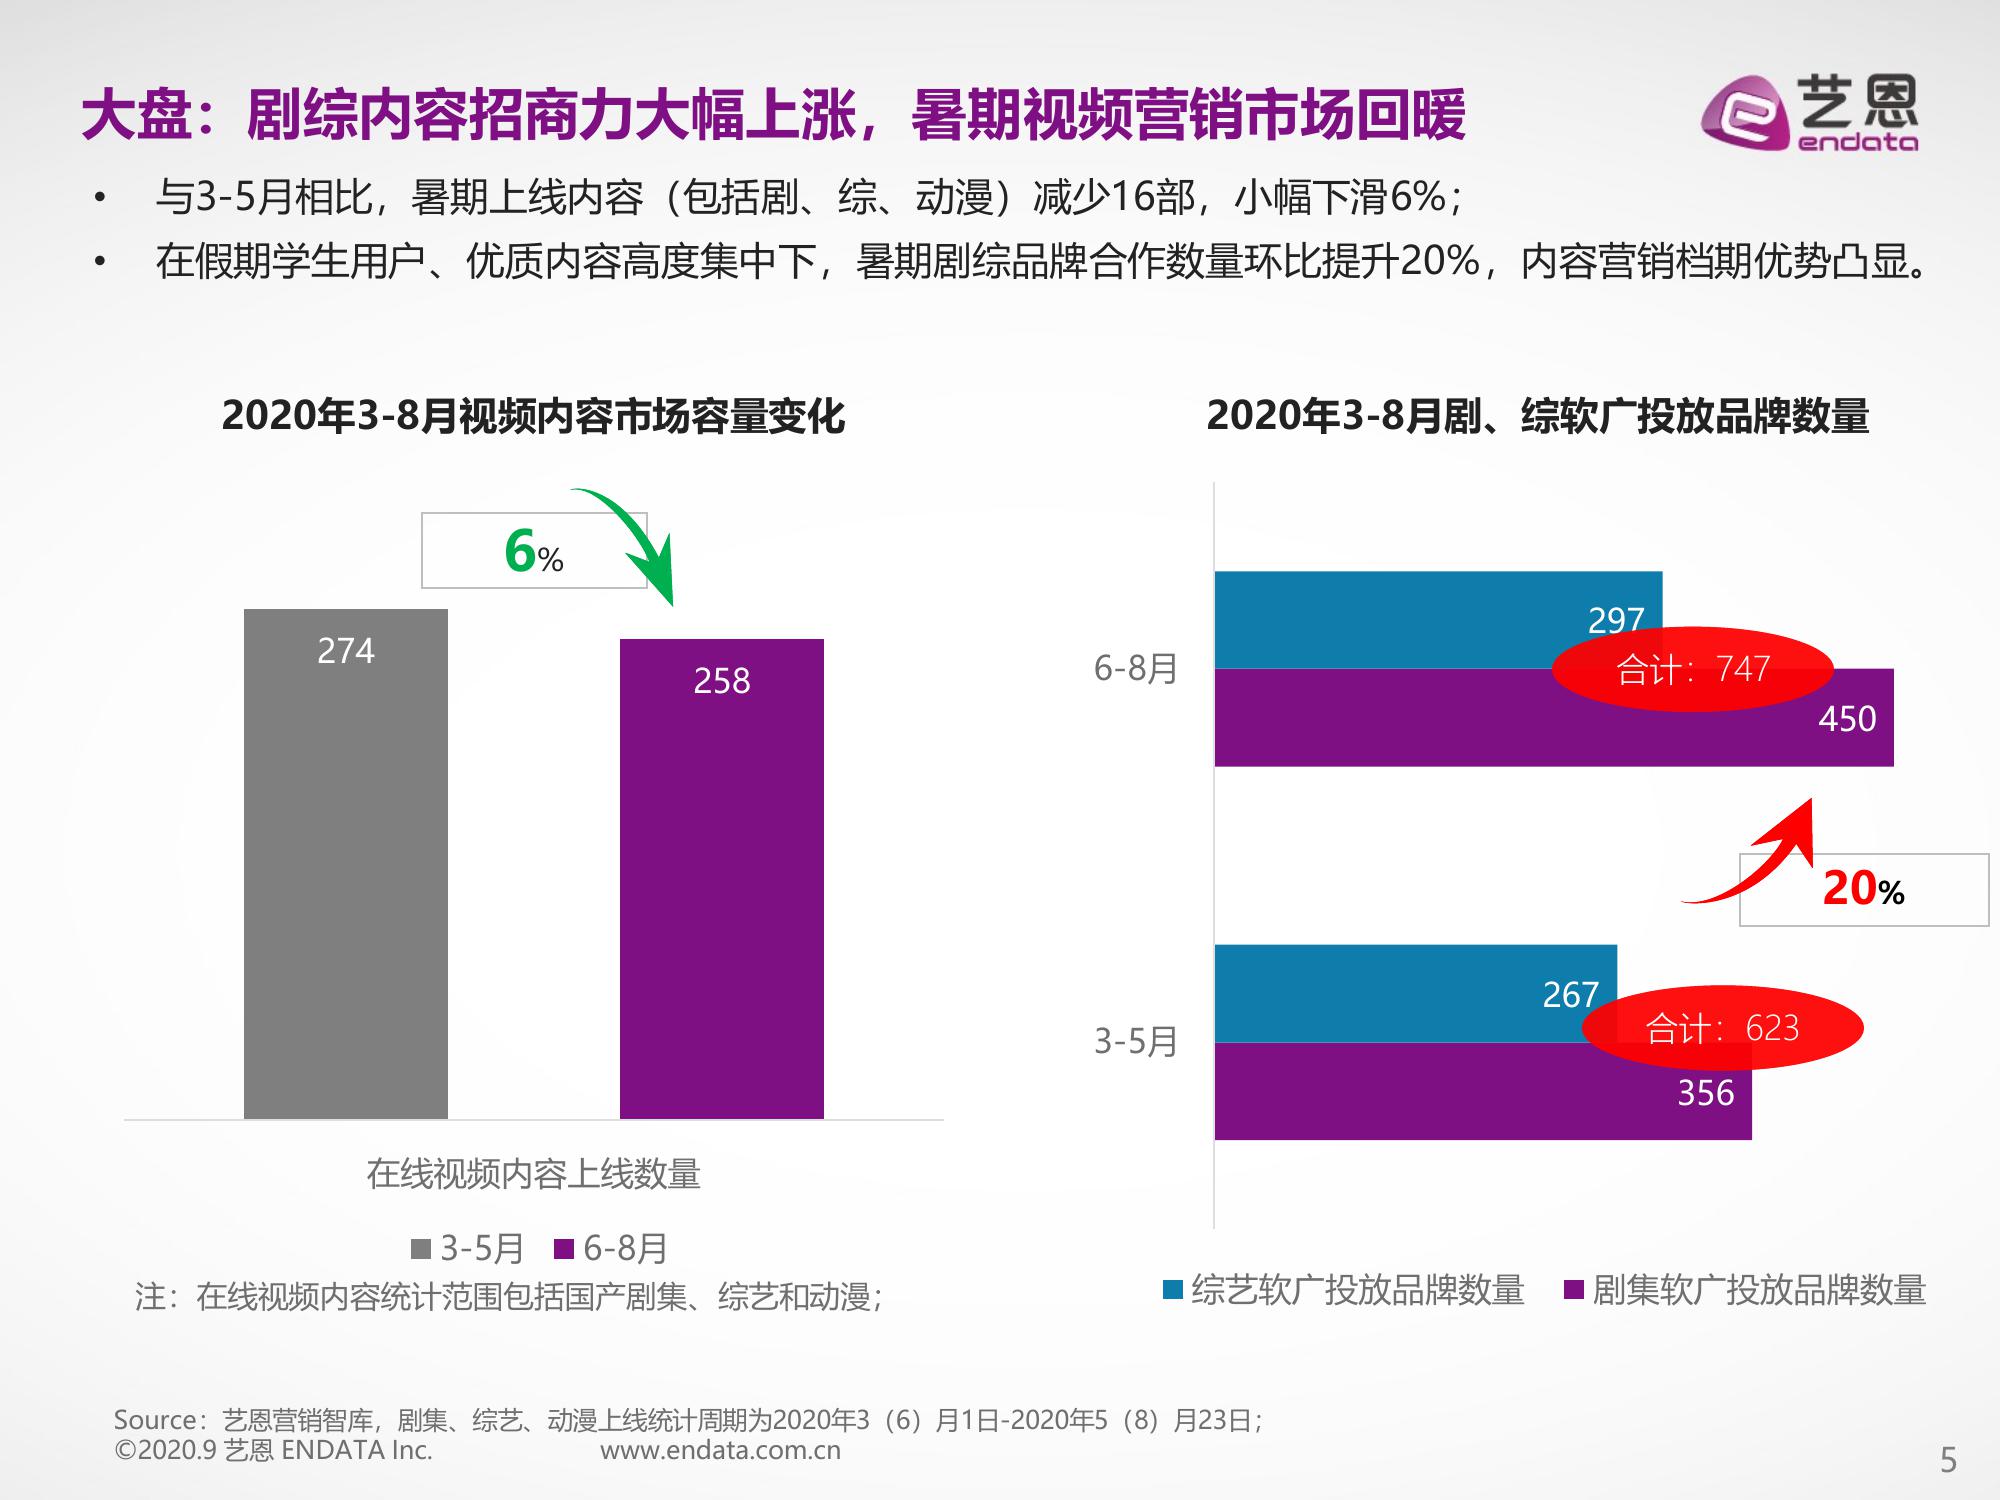 大盘：剧综内容招商力大幅上涨，暑期视频营销市场回暖
艺恩
endata
• 与3-5月相比，暑期上线内容（包括剧、综、动漫）减少16部，小幅下滑6%；
• 在假期学生用户、优质内容高度集中下，暑期剧综品牌合作数量环比提升20%，内容营销档期优势凸显。
2020年3-8月视频内容市场容量变化
6%
274
258
在线视频内容上线数量
3-5月 6-8月
注：在线视频内容统计范围包括国产剧集、综艺和动漫；
2020年3-8月剧、综软广投放品牌数量
297
6-8月
合计：747
450
20%
267
3-5月
合计：623
356
综艺软广投放品牌数量 剧集软广投放品牌数量
Source：艺恩营销智库，剧集、综艺、动漫上线统计周期为2020年3（6）月1日-2020年5（8）月23日；
©2020.9 艺恩 ENDATA Inc. www.endata.com.cn
5